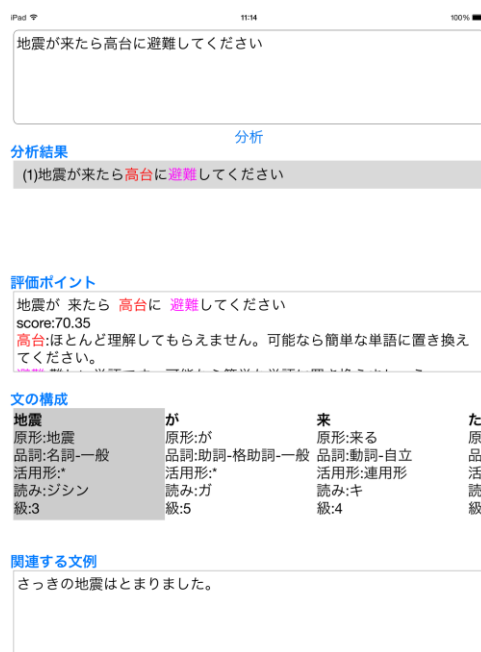 iPad 11:14 100%
地震が来たら高台に避難してください
分析
分析結果
(1)地震が来たら高台に避難してください
評価ポイント
地震が 来たら 高台に 避難してください
score:70.35
高台:ほとんど理解してもらえません。可能なら簡単な単語に置き換え
てください。
文の構成
地震 が 来 た
原形:地震 原形:が 原形:来る 原
品詞:名詞-一般 品詞:助詞-格助詞-一般 品詞:動詞-自立 品
活用形:* 活用形:* 活用形:連用形 活
読み:ジシン 読み:ガ 読み:キ 読
級:3 級:5 級:4 級
関連する文例
さっきの地震はとまりました。